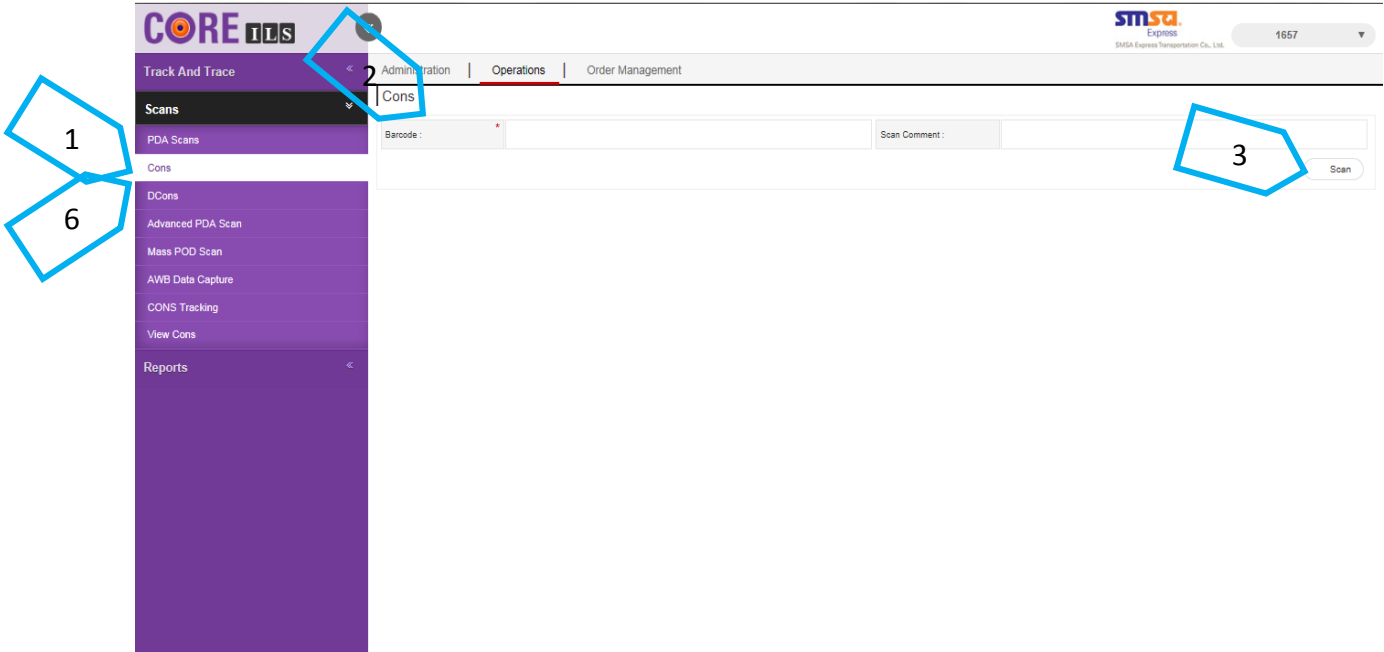 CORE ILS
smsa
Express
SMSA Express Transportation Co., Ltd.
1657
Track And Trace
2
Administration
Operations
Order Management
Scans
Cons
1
PDA Scans
Barcode :
*
Scan Comment :
3
Cons
Scan
6
DCons
Advanced PDA Scan
Mass POD Scan
AWB Data Capture
CONS Tracking
View Cons
Reports